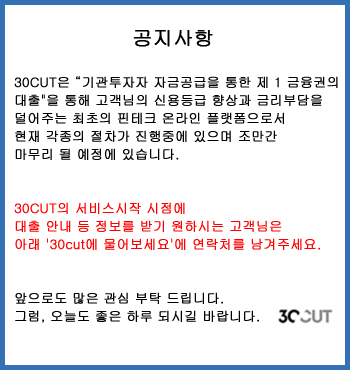 공지사항
30CUT은 “기관투자자 자금공급을 통한 제 1 금융권의
대출"을 통해 고객님의 신용등급 향상과 금리부담을
덜어주는 최초의 핀테크 온라인 플랫폼으로서
현재 각종의 절차가 진행중에 있으며 조만간
마무리 될 예정에 있습니다.
30CUT의 서비스시작 시점에
대출 안내 등 정보를 받기 원하시는 고객님은
아래 '30cut에 물어보세요'에 연락처를 남겨주세요.
앞으로도 많은 관심 부탁 드립니다.
그럼, 오늘도 좋은 하루 되시길 바랍니다. 30CUT